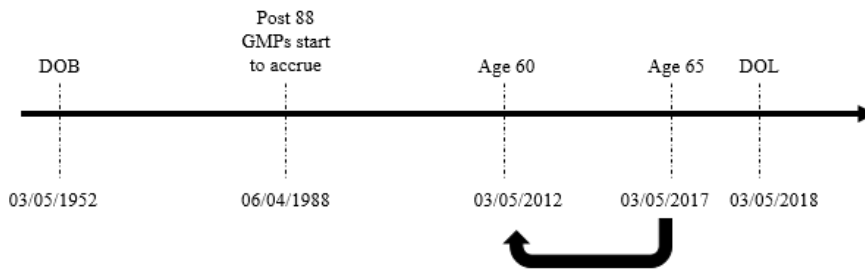 Post 88
GMPs start
to accrue
DOB
Age 60
Age 65
DOL
03/05/1952
06/04/1988
03/05/2012
03/05/2017
03/05/2018